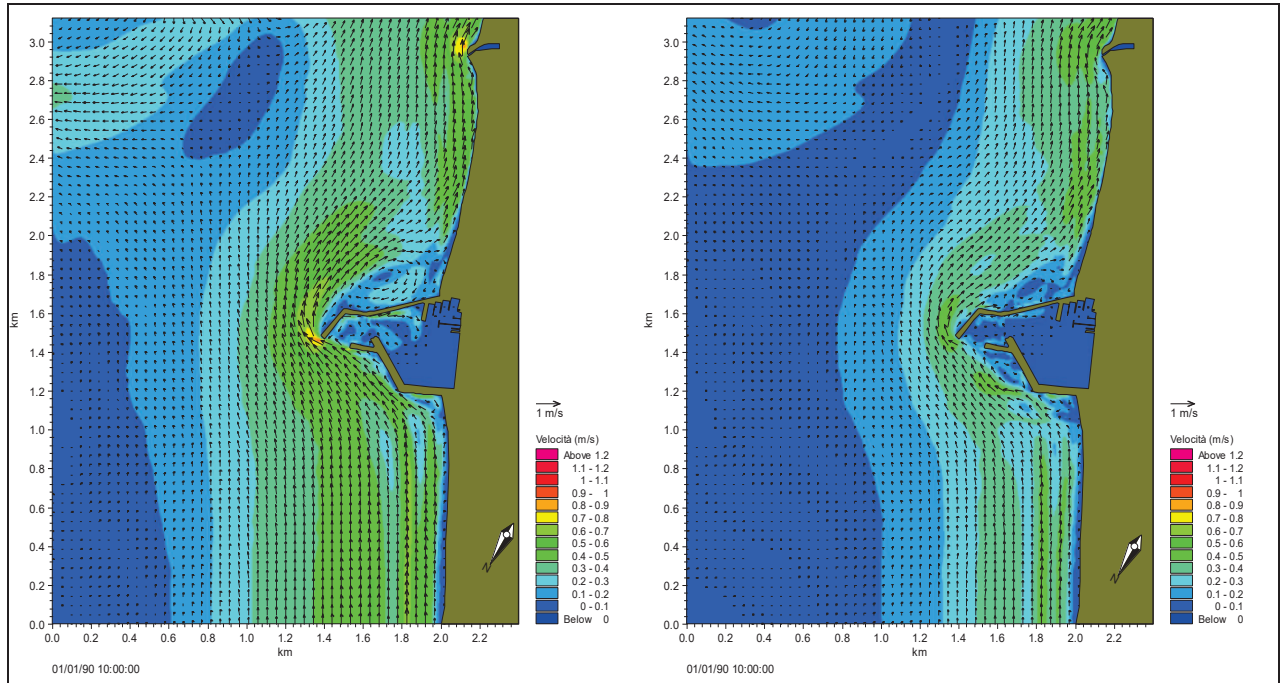 3.0
2.8
2.6
2.4
2.2
2.0
1.8
1.6
km
1.4
1.2
1.0
0.8
0.6
0.4
0.2
0.0
0.0 0.2 0.4 0.6 0.8 1.0 1.2 1.4 1.6 1.8 2.0 2.2
km
01/01/90 10:00:00
1 m/s
Velocità (m/s)
Above 1.2
1.1 - 1.2
1 - 1.1
0.9 - 1
0.8 - 0.9
0.7 - 0.8
0.6 - 0.7
0.5 - 0.6
0.4 - 0.5
0.3 - 0.4
0.2 - 0.3
0.1 - 0.2
0 - 0.1
Below 0
N
3.0
2.8
2.6
2.4
2.2
2.0
1.8
1.6
km
1.4
1.2
1.0
0.8
0.6
0.4
0.2
0.0
0.0 0.2 0.4 0.6 0.8 1.0 1.2 1.4 1.6 1.8 2.0 2.2
km
01/01/90 10:00:00
1 m/s
Velocità (m/s)
Above 1.2
1.1 - 1.2
1 - 1.1
0.9 - 1
0.8 - 0.9
0.7 - 0.8
0.6 - 0.7
0.5 - 0.6
0.4 - 0.5
0.3 - 0.4
0.2 - 0.3
0.1 - 0.2
0 - 0.1
Below 0
N